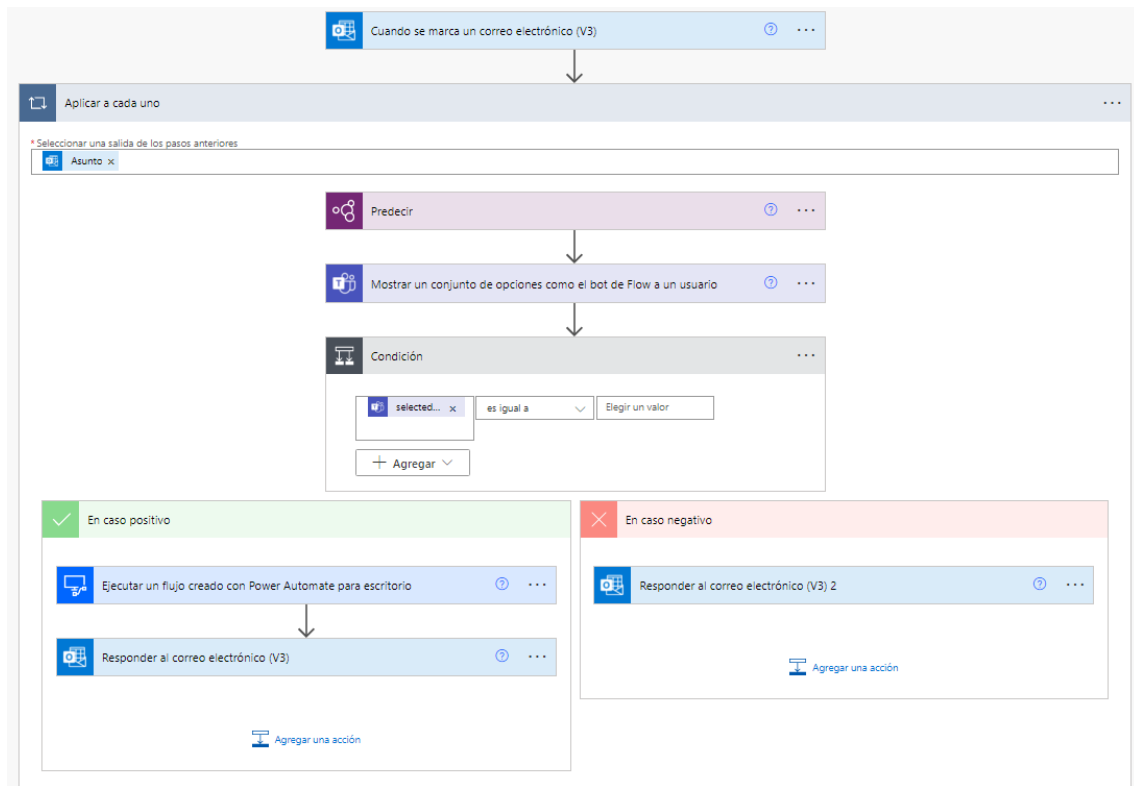 Cuando se marca un correo electrónico (V3)
Aplicar a cada uno
* Seleccionar una salida de los pasos anteriores
Asunto x
Predecir
Mostrar un conjunto de opciones como el bot de Flow a un usuario
Condición
selected... x
es igual a
Elegir un valor
Agregar
En caso positivo
En caso negativo
Ejecutar un flujo creado con Power Automate para escritorio
Responder al correo electrónico (V3) 2
Responder al correo electrónico (V3)
Agregar una acción
Agregar una acción